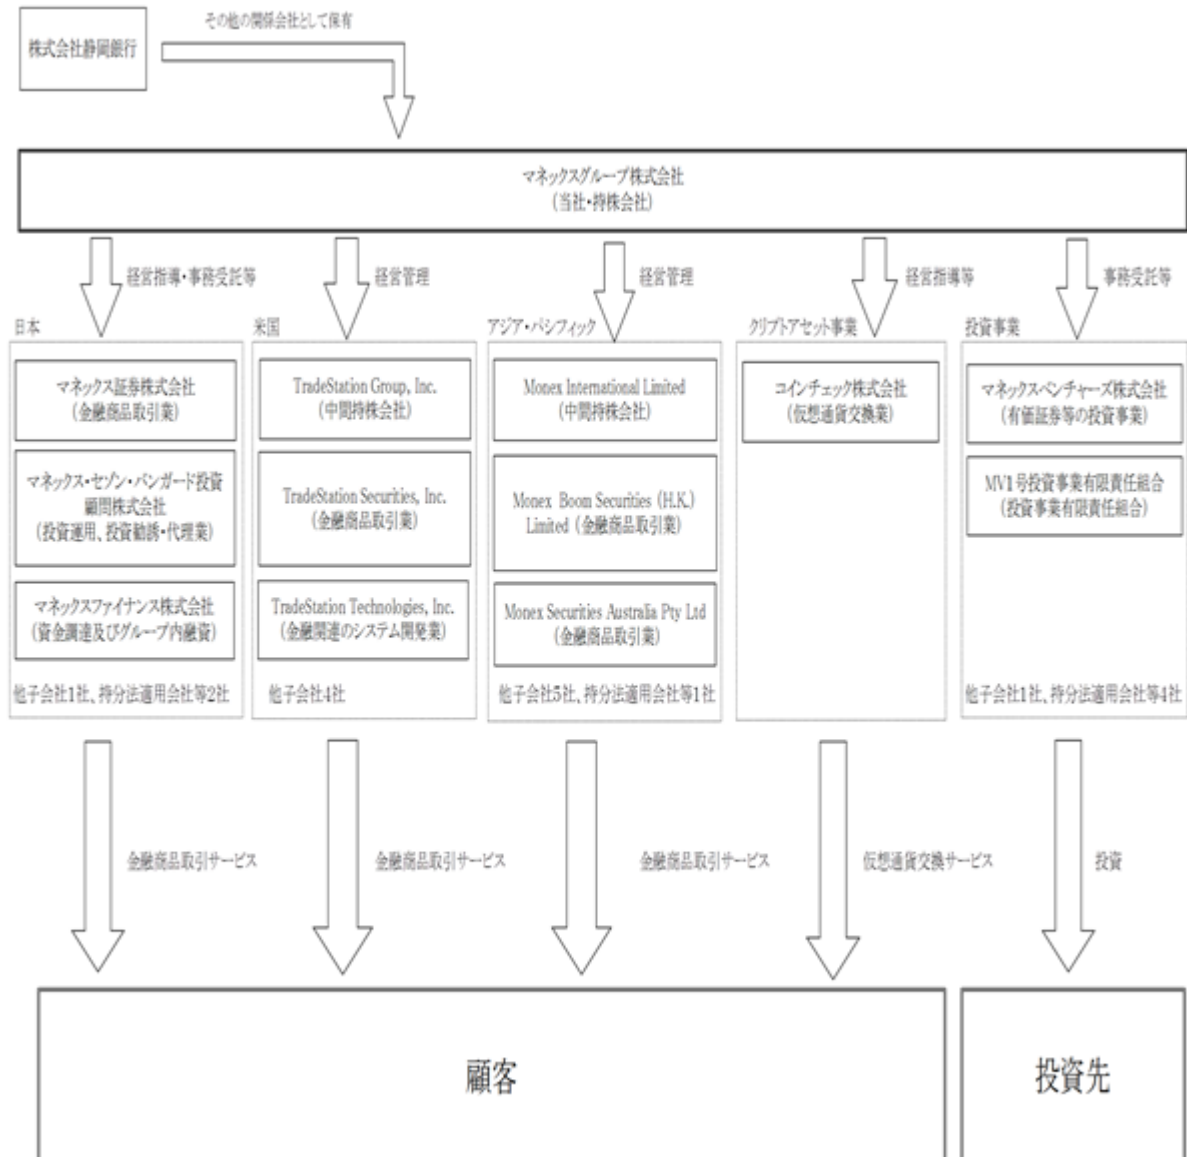 その他の関係会社として保有
株式会社静岡銀行
マネックスグループ株式会社
(当社・持株会社)
経営指導・事務受託等
経営管理
経営管理
経営指導等
事務受託等
日本
米国
アジア・パシフィック
クリプトアセット事業
投資事業
マネックス証券株式会社
(金融商品取引業)
マネックス・セゾン・バンガード投資
顧問株式会社
(投資運用、投資勧誘・代理業)
マネックスファイナンス株式会社
(資金調達及びグループ内融資)
他子会社1社、持分法適用会社等2社
TradeStation Group, Inc.
(中間持株会社)
TradeStation Securities, Inc.
(金融商品取引業)
TradeStation Technologies, Inc.
(金融関連のシステム開発業)
他子会社4社
Monex International Limited
(中間持株会社)
Monex Boom Securities (H.K.)
Limited (金融商品取引業)
Monex Securities Australia Pty Ltd
(金融商品取引業)
他子会社5社、持分法適用会社等1社
コインチェック株式会社
(仮想通貨交換業)
マネックスベンチャーズ株式会社
(有価証券等の投資事業)
MV1号投資事業有限責任組合
(投資事業有限責任組合)
他子会社1社、持分法適用会社等4社
金融商品取引サービス
金融商品取引サービス
金融商品取引サービス
仮想通貨交換サービス
投資
顧客
投資先